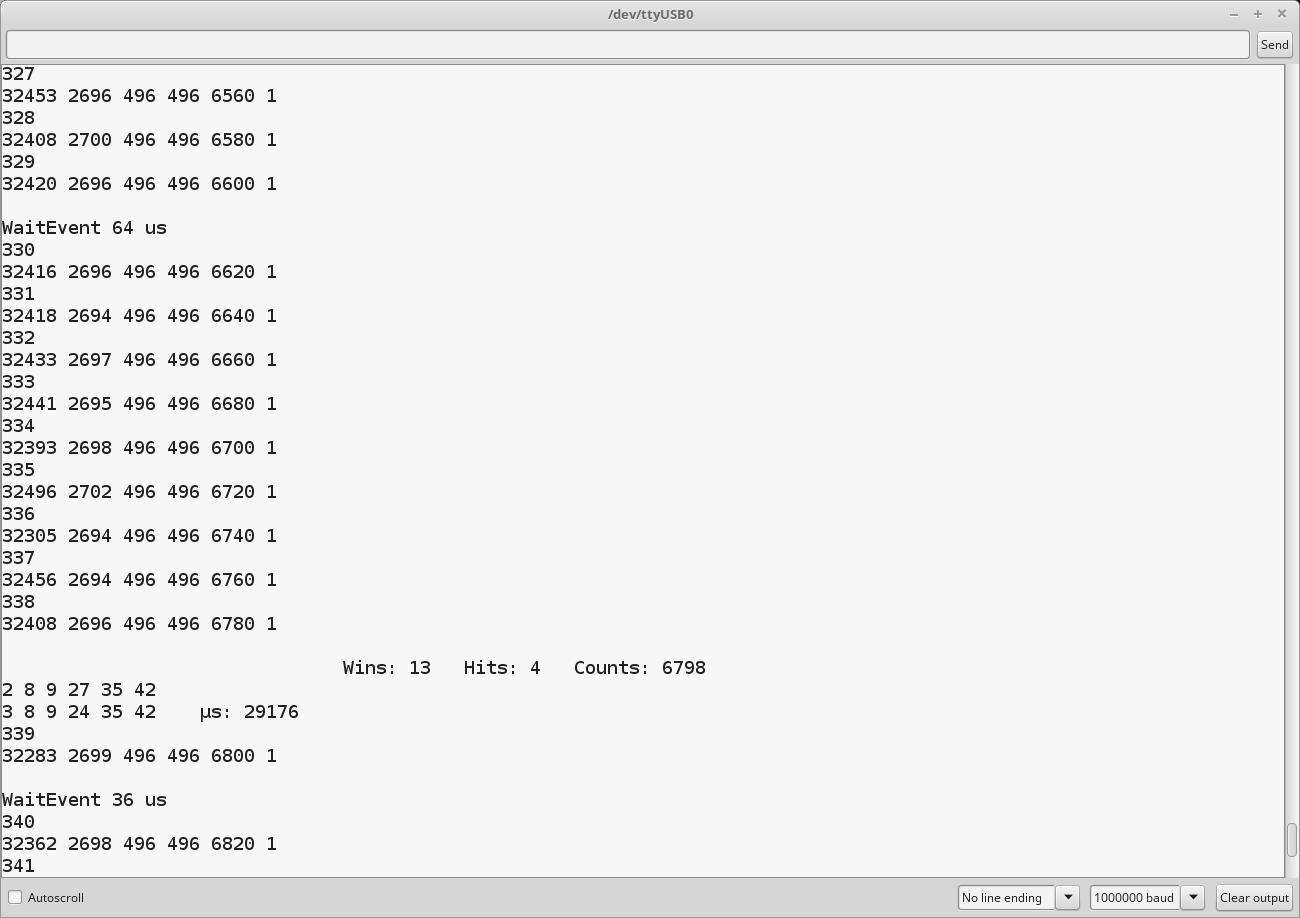 /dev/ttyUSB0
Send
327
32453 2696 496 496 6560 1
328
32408 2700 496 496 6580 1
329
32420 2696 496 496 6600 1
WaitEvent 64 us
330
32416 2696 496 496 6620 1
331
32418 2694 496 496 6640 1
332
32433 2697 496 496 6660 1
333
32441 2695 496 496 6680 1
334
32393 2698 496 496 6700 1
335
32496 2702 496 496 6720 1
336
32305 2694 496 496 6740 1
337
32456 2694 496 496 6760 1
338
32408 2696 496 496 6780 1
Wins: 13   Hits: 4   Counts: 6798
2 8 9 27 35 42
3 8 9 24 35 42    µs: 29176
339
32283 2699 496 496 6800 1
WaitEvent 36 us
340
32362 2698 496 496 6820 1
341
Autoscroll No line ending 1000000 baud Clear output